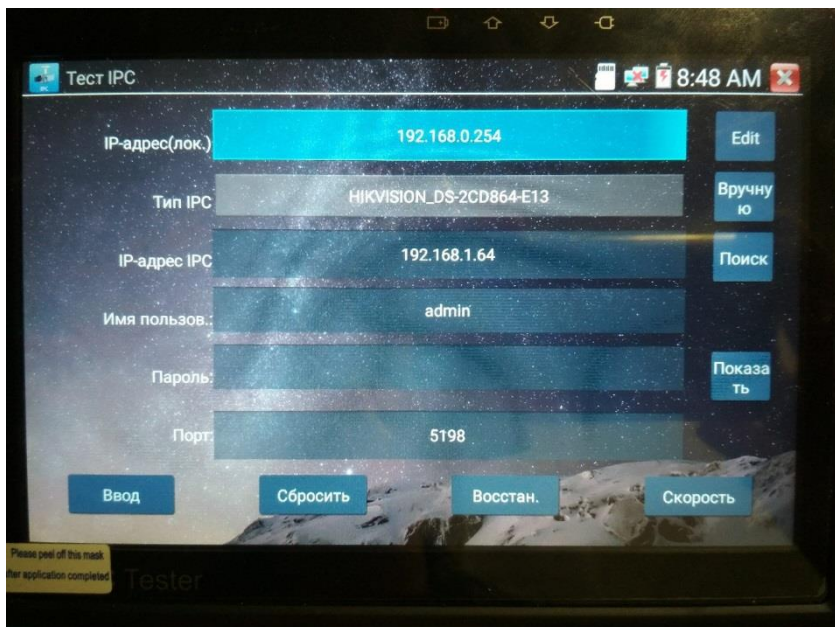 Тест IPC
8:48 AM
IP-адрес(лок.) 192.168.0.254 Edit
Тип IPC HIKVISION_DS-2CD864-E13 Вручну
ю
IP-адрес IPC 192.168.1.64 Поиск
Имя пользов.: admin
Пароль: Показа
ть
Порт: 5198
Ввод Сбросить Восстан. Скорость
Please peel off this mask
after application completed
Tester